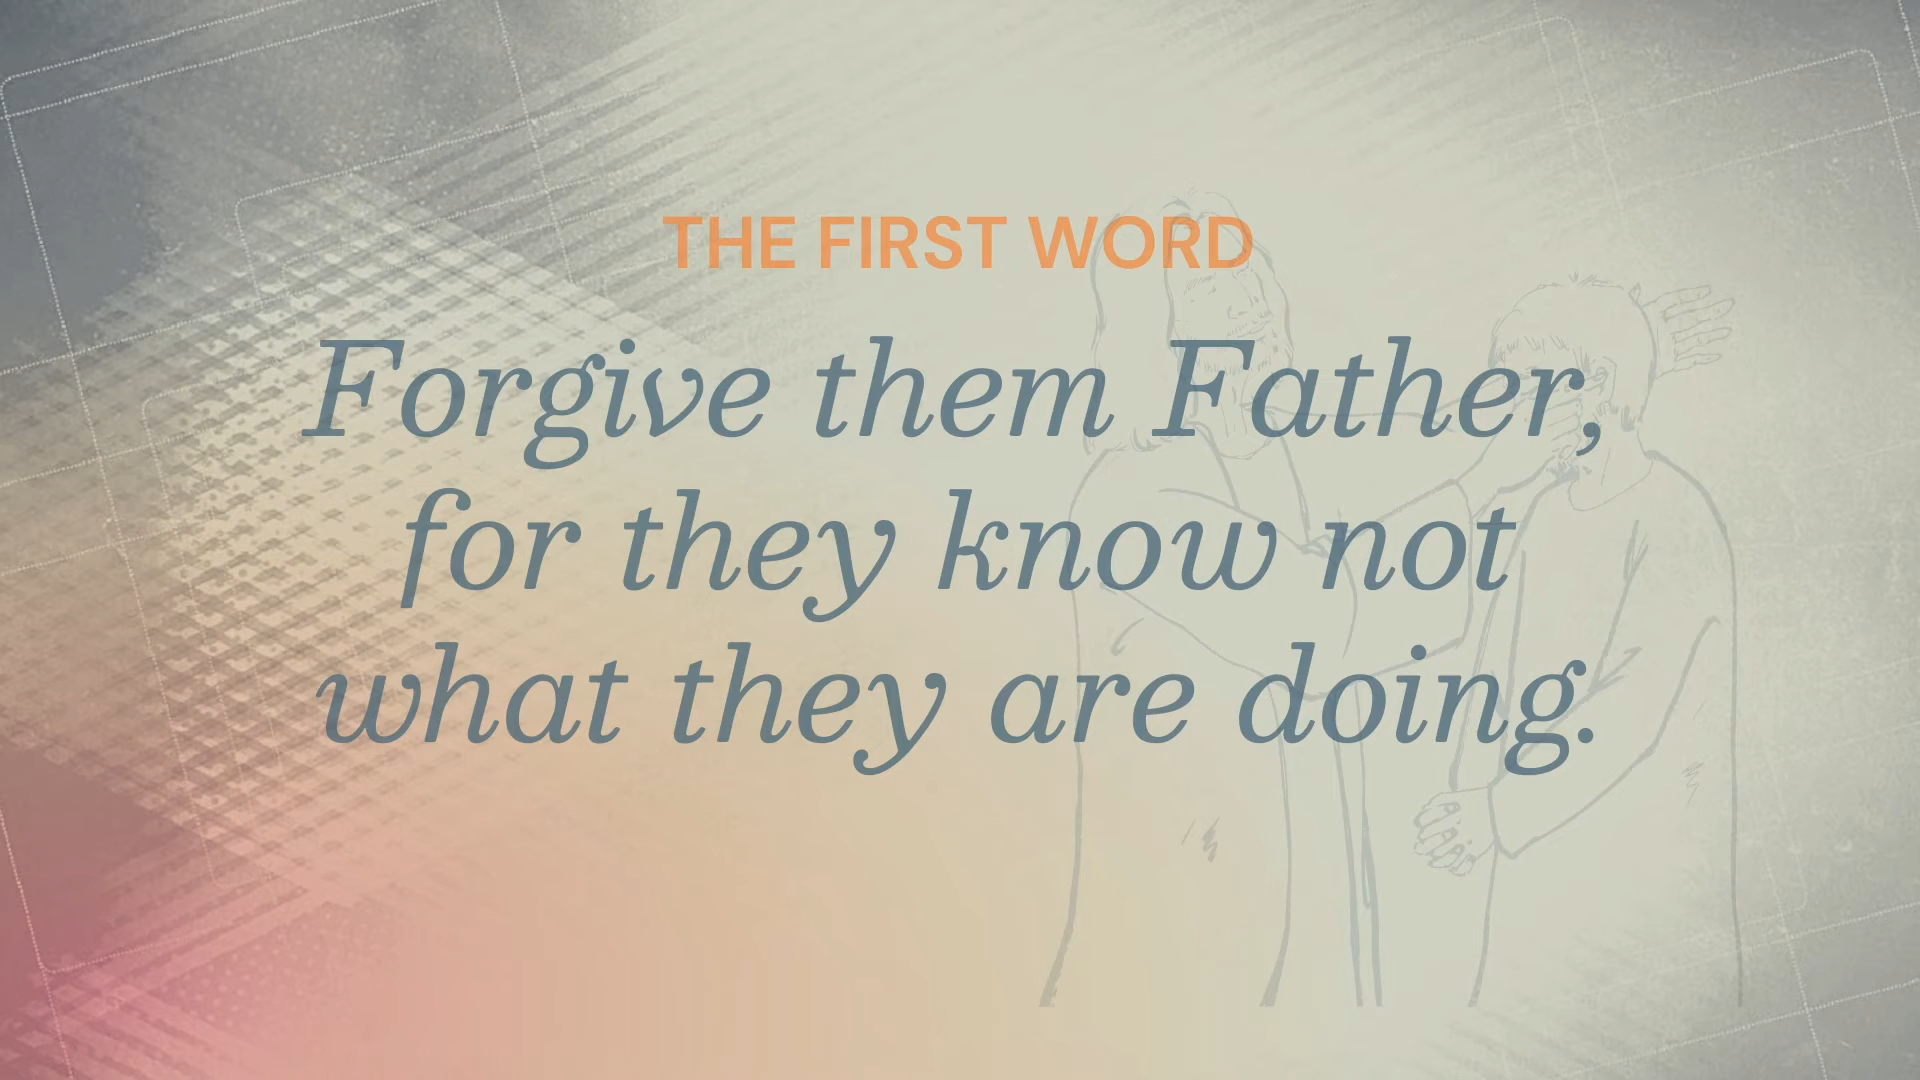 THE FIRST WORD
Forgive them Father,
for they know not
what they are doing.